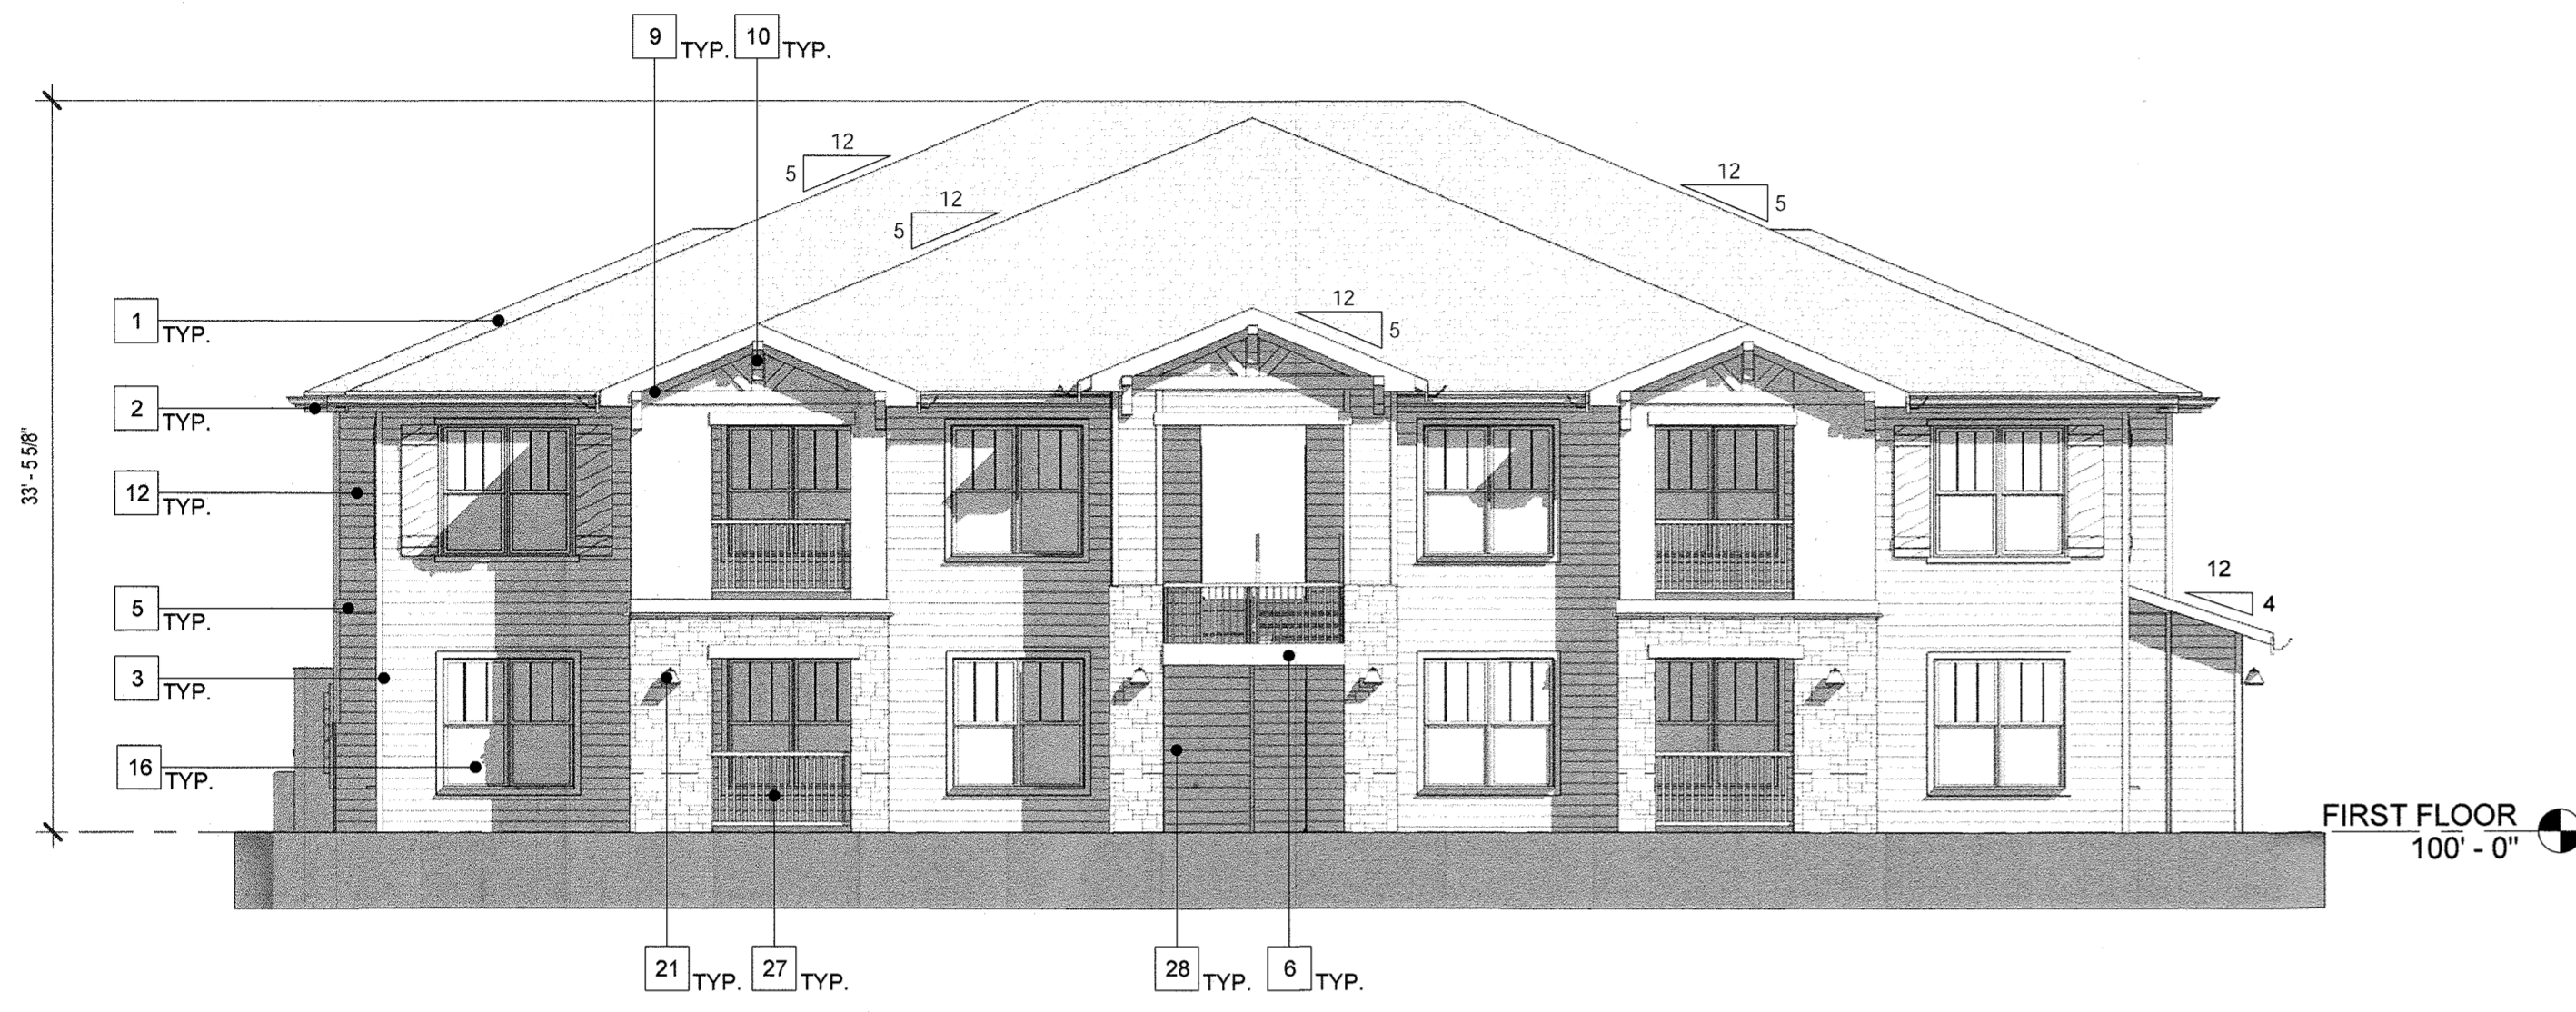 9 TYP. 10 TYP.
12
5
12
5
12
5
12
5
1 TYP.
2 TYP.
12 TYP.
33' - 5 5/8"
5 TYP.
12
4
3 TYP.
16 TYP.
FIRST FLOOR
100' - 0"
21 TYP. 27 TYP. 28 TYP. 6 TYP.